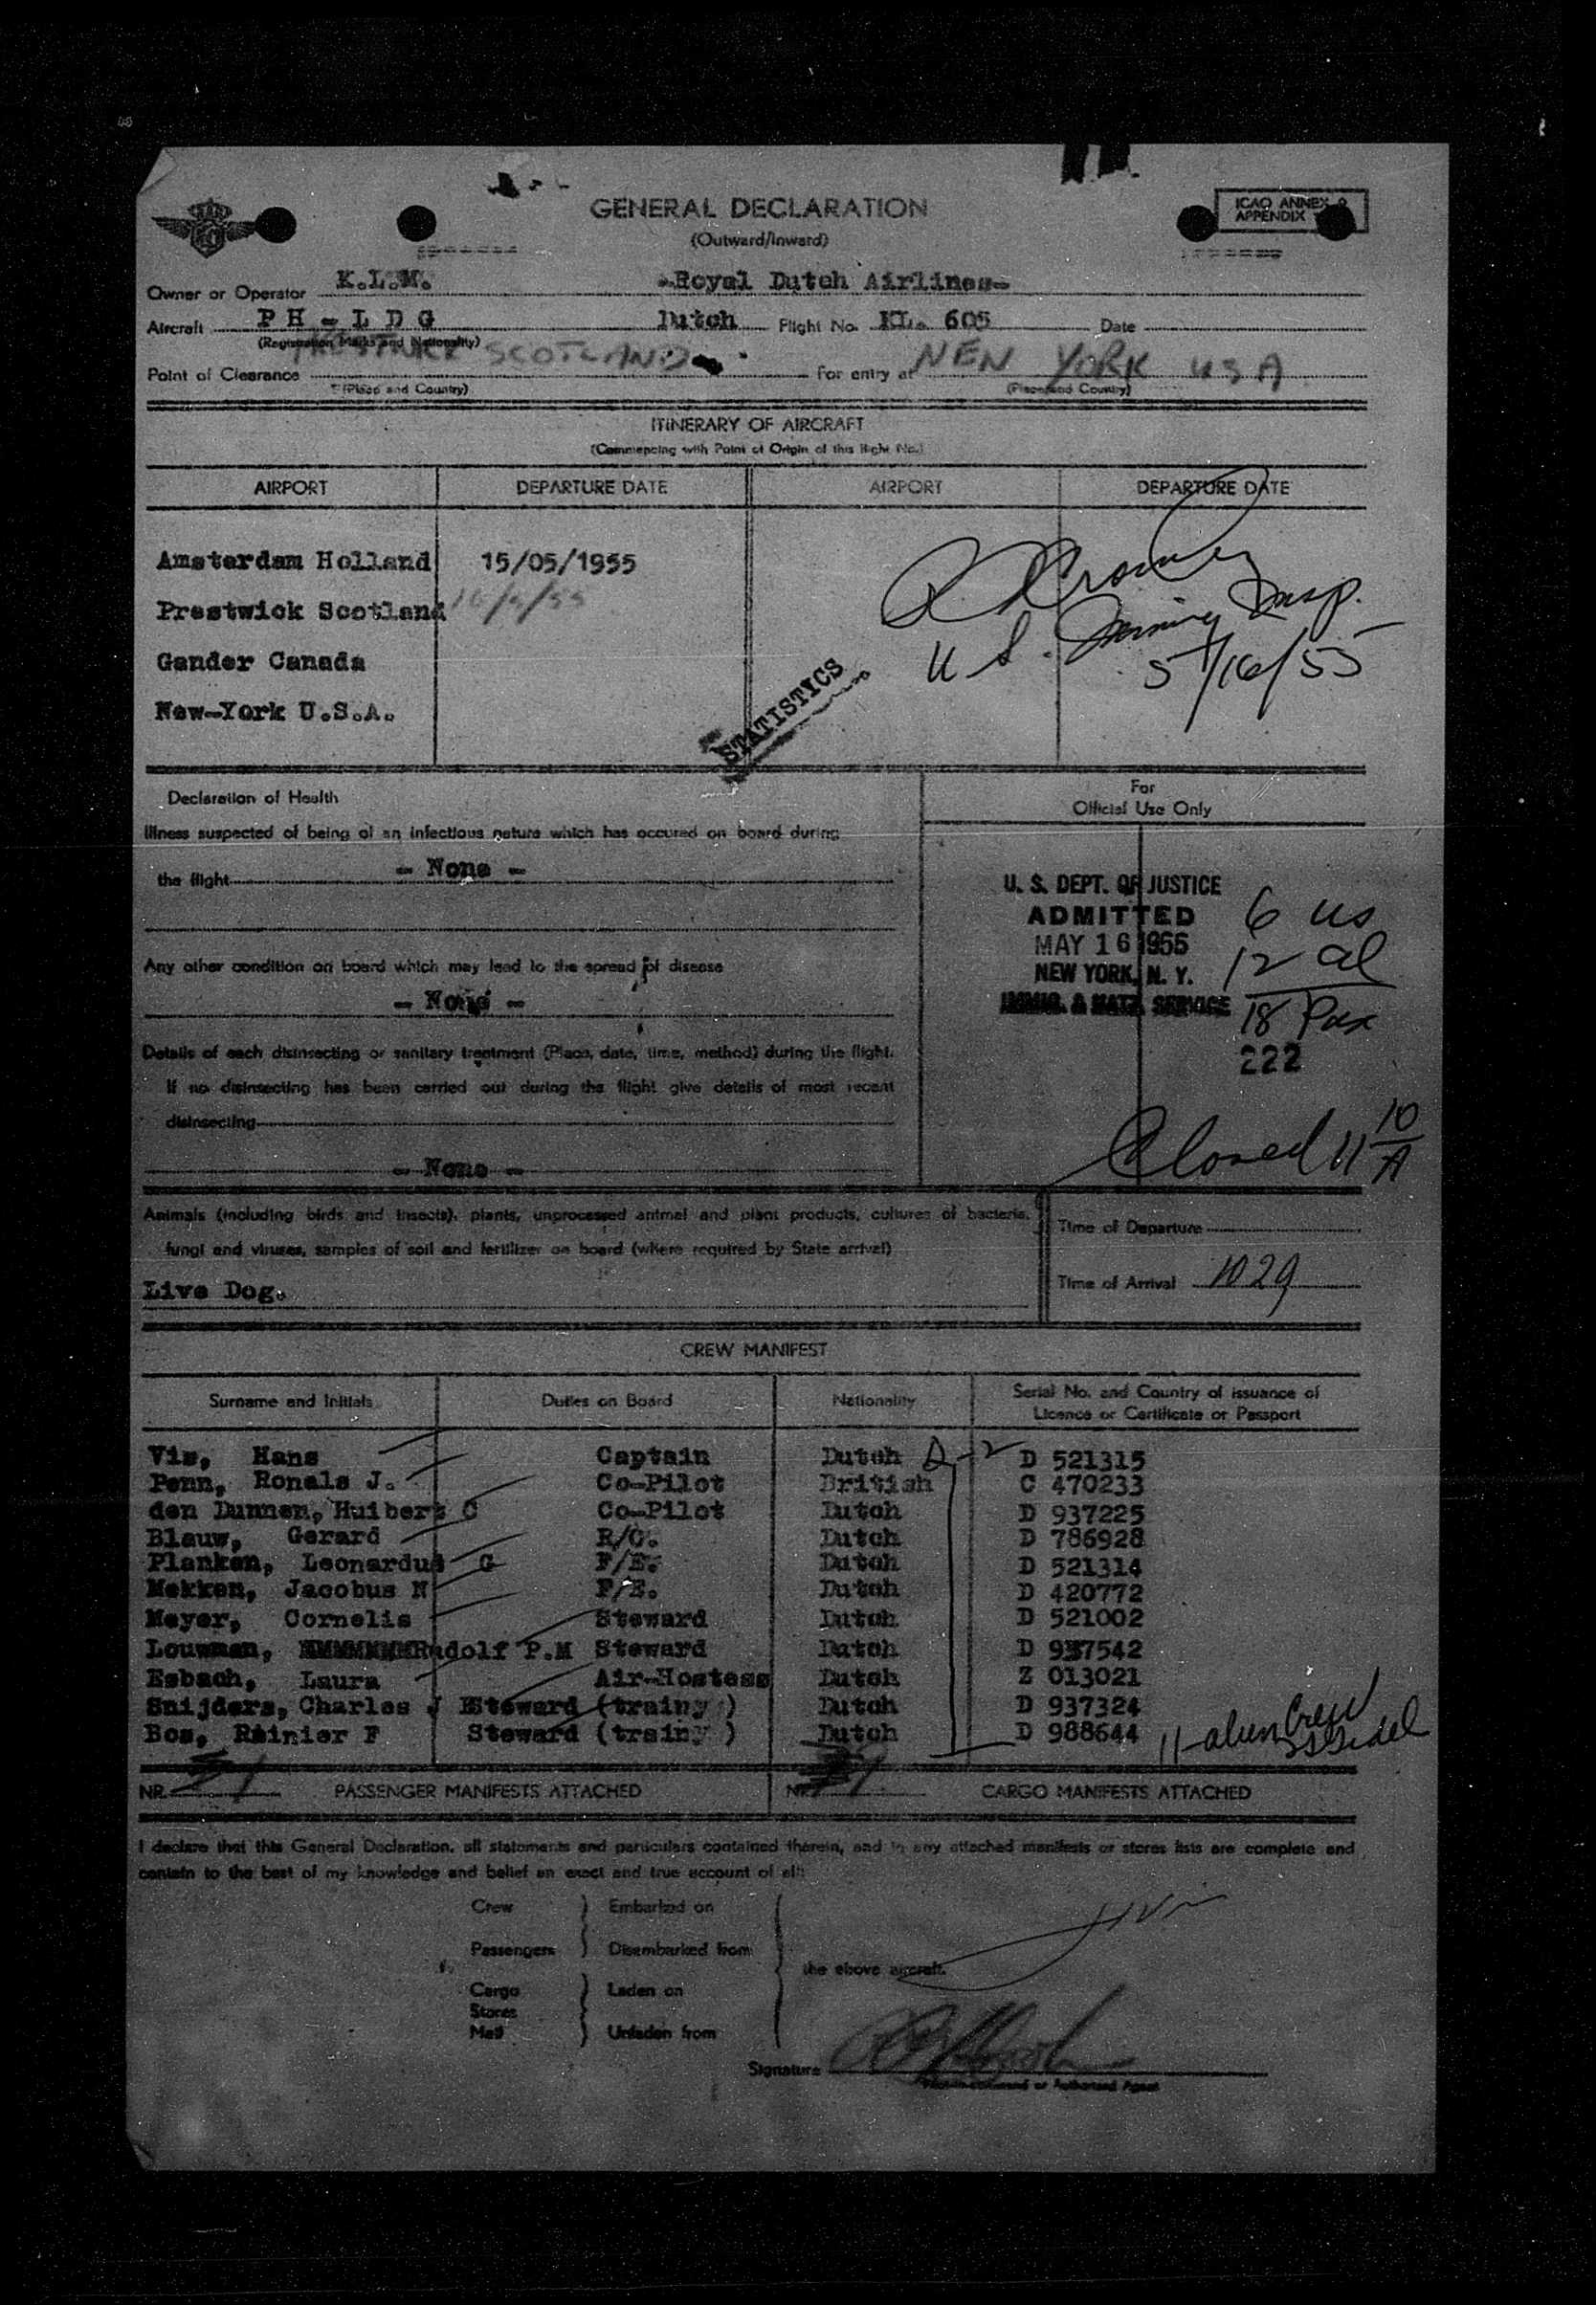 GENERAL DECLARATION
(Outward/Inward)
ICAO ANNEX 9
APPENDIX
Owner or Operator K.L.M. -Royal Dutch Airlines-
Aircraft PH - L D G Dutch Flight No. KL. 605 Date
(Registration Marks and Nationality)
Point of Clearance PRESTWICK SCOTLAND for entry at NEW YORK USA
(Place and Country) (Place and Country)
ITINERARY OF AIRCRAFT
(Commencing with Point of Origin of this flight No.)
AIRPORT DEPARTURE DATE AIRPORT DEPARTURE DATE
Amsterdam Holland 15/05/1955
Prestwick Scotland 16/5/55
Gander Canada
New-York U.S.A.
U.S. Immig Insp.
5/16/55
STATISTICS
Declaration of Health
Illness suspected of being of an infectious nature which has occured on board during
the flight - None -
Any other condition on board which may lead to the spread of disease
- None -
Details of each disinsecting or sanitary treatment (Place, date, time, method) during the flight.
If no disinsecting has been carried out during the flight give details of most recent
disinsecting
- None -
For
Official Use Only
U. S. DEPT. OF JUSTICE
ADMITTED
MAY 16 1955
NEW YORK, N. Y.
IMMIG. & NATZ. SERVICE
6 us
12 al
18 Pax
222
Closed 11 10/A
Animals (including birds and insects), plants, unprocessed animal and plant products, cultures of bacteria,
fungi and viruses, samples of soil and fertilizer on board (where required by State arrival)
Live Dog.
Time of Departure
Time of Arrival 1029
CREW MANIFEST
Surname and Initials Duties on Board Nationality Serial No. and Country of issuance of
Licence or Certificate or Passport
Vis, Hans Captain Dutch D-2 D 521315
Penn, Ronals J. Co-Pilot British C 470233
den Dunnen, Huibert C Co-Pilot Dutch D 937225
Blauw, Gerard R/O. Dutch D 786928
Planken, Leonardus G F/E. Dutch D 521314
Mekken, Jacobus N F/E. Dutch D 420772
Meyer, Cornelis Steward Dutch D 521002
Louwman, Rudolf P.M Steward Dutch D 937542
Esbach, Laura Air-Hostess Dutch Z 013021
Snijders, Charles J Steward (trainy) Dutch D 937324
Bos, Reinier F Steward (trainy) Dutch D 988644
11-alien Crew
NR. PASSENGER MANIFESTS ATTACHED NR. CARGO MANIFESTS ATTACHED
I declare that this General Declaration, all statements and particulars contained therein, and in any attached manifests or stores lists are complete and
contain to the best of my knowledge and belief an exact and true account of all:
Crew Embarked on
Passengers Disembarked from
the above aircraft.
Cargo Laden on
Stores
Mail Unladen from
Signature